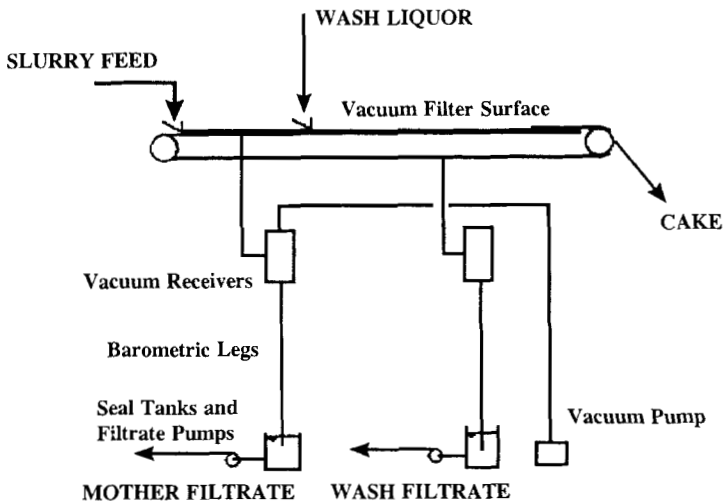 WASH LIQUOR
SLURRY FEED
Vacuum Filter Surface
CAKE
Vacuum Receivers
Barometric Legs
Seal Tanks and
Filtrate Pumps
Vacuum Pump
MOTHER FILTRATE
WASH FILTRATE